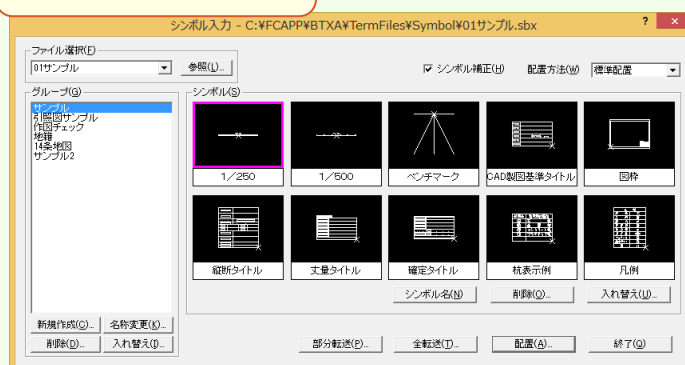 シンボル入力 - C:¥FCAPP¥BTXA¥TermFiles¥Symbol¥01サンプル.sbx
? ×
ファイル選択(F)
01サンプル 参照(L)...
シンボル補正(H) 配置方法(W) 標準配置
グループ(G)
サンプル
引照図サンプル
作図チェック
地籍
14条地図
サンプル2
新規作成(C)... 名称変更(K)...
削除(D)... 入れ替え(I)...
シンボル(S)
1/250 1/500 ベンチマーク CAD製図基準タイトル 図枠
縦断タイトル 丈量タイトル 確定タイトル 杭表示例 凡例
シンボル名(N) 削除(O)... 入れ替え(U)...
部分転送(P)... 全転送(T)... 配置(A)... 終了(Q)